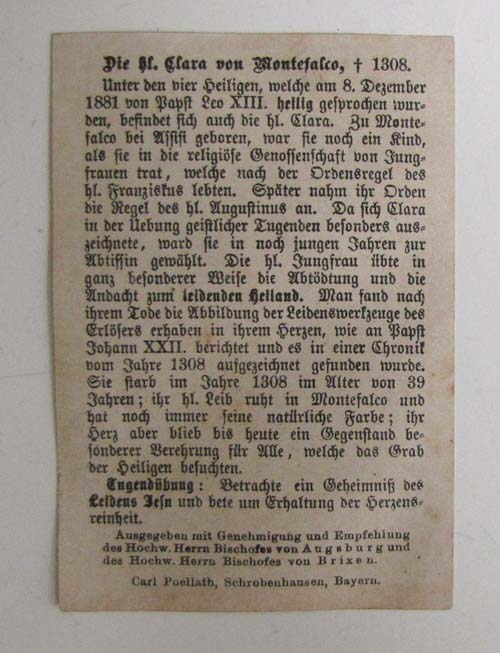 Die hl. Clara von Montefalco, † 1308.
Unter den vier Heiligen, welche am 8. Dezember
1881 von Papst Leo XIII. heilig gesprochen wur-
den, befindet sich auch die hl. Clara. Zu Monte-
falco bei Assisi geboren, war sie noch ein Kind,
als sie in die religiöse Genossenschaft von Jung-
frauen trat, welche nach der Ordensregel des
hl. Franziskus lebten. Später nahm ihr Orden
die Regel des hl. Augustinus an. Da sich Clara
in der Uebung geistlicher Tugenden besonders aus-
zeichnete, ward sie in noch jungen Jahren zur
Abtissin gewählt. Die hl. Jungfrau übte in
ganz besonderer Weise die Abtödtung und die
Andacht zum leidenden Heiland. Man fand nach
ihrem Tode die Abbildung der Leidenswerkzeuge des
Erlösers erhaben in ihrem Herzen, wie an Papst
Johann XXII. berichtet und es in einer Chronik
vom Jahre 1308 aufgezeichnet gefunden wurde.
Sie starb im Jahre 1308 im Alter von 39
Jahren; ihr hl. Leib ruht in Montefalco und
hat noch immer seine natürliche Farbe; ihr
Herz aber blieb bis heute ein Gegenstand be-
sonderer Verehrung für Alle, welche das Grab
der Heiligen besuchten.
Tugendübung: Betrachte ein Geheimniß des
Leidens Jesu und bete um Erhaltung der Herzens-
reinheit.
Ausgegeben mit Genehmigung und Empfehlung
des Hochw. Herrn Bischofes von Augsburg und
des Hochw. Herrn Bischofes von Brixen.
Carl Poellath, Schrobenhausen, Bayern.